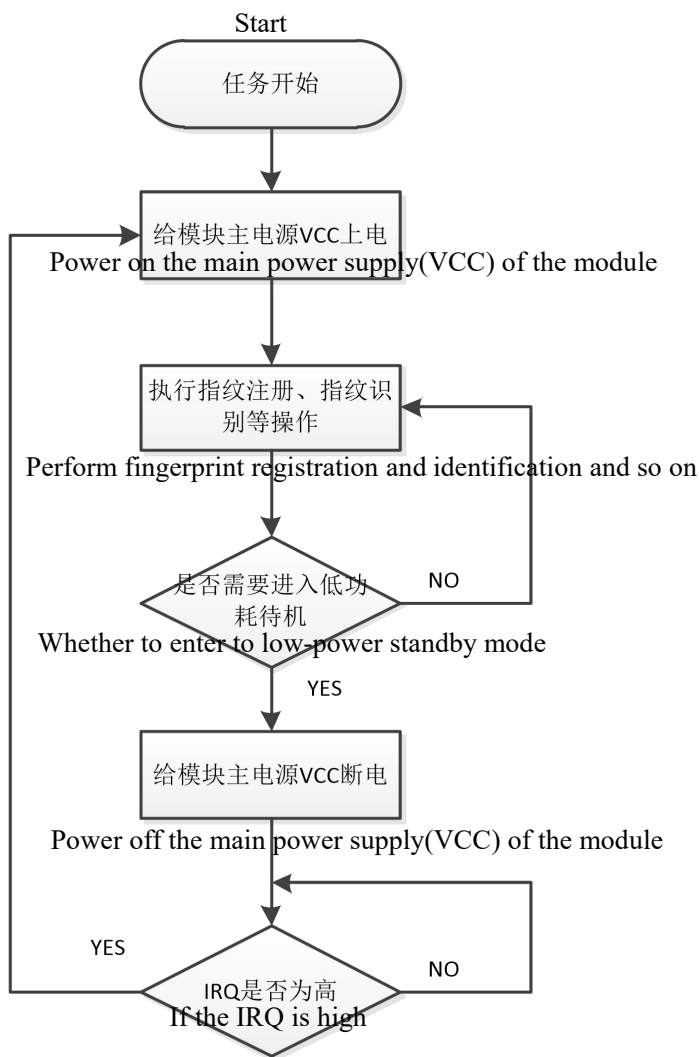 Start
任务开始
给模块主电源VCC上电
Power on the main power supply(VCC) of the module
执行指纹注册、指纹识
别等操作
Perform fingerprint registration and identification and so on
是否需要进入低功
耗待机
NO
Whether to enter to low-power standby mode
YES
给模块主电源VCC断电
Power off the main power supply(VCC) of the module
YES
IRQ是否为高
NO
If the IRQ is high